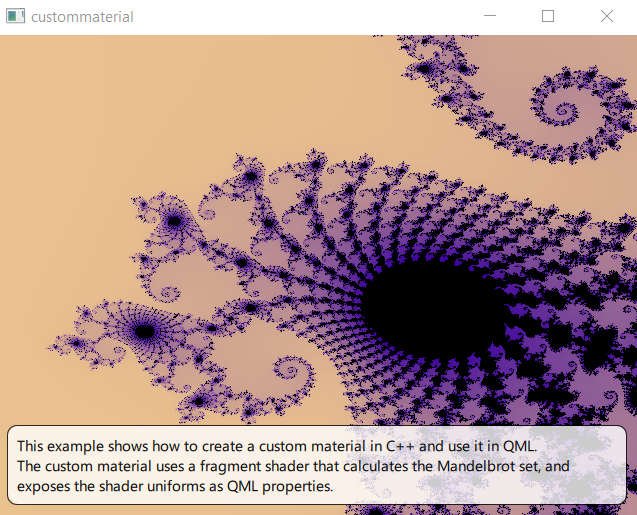 custommaterial
This example shows how to create a custom material in C++ and use it in QML.
The custom material uses a fragment shader that calculates the Mandelbrot set, and
exposes the shader uniforms as QML properties.